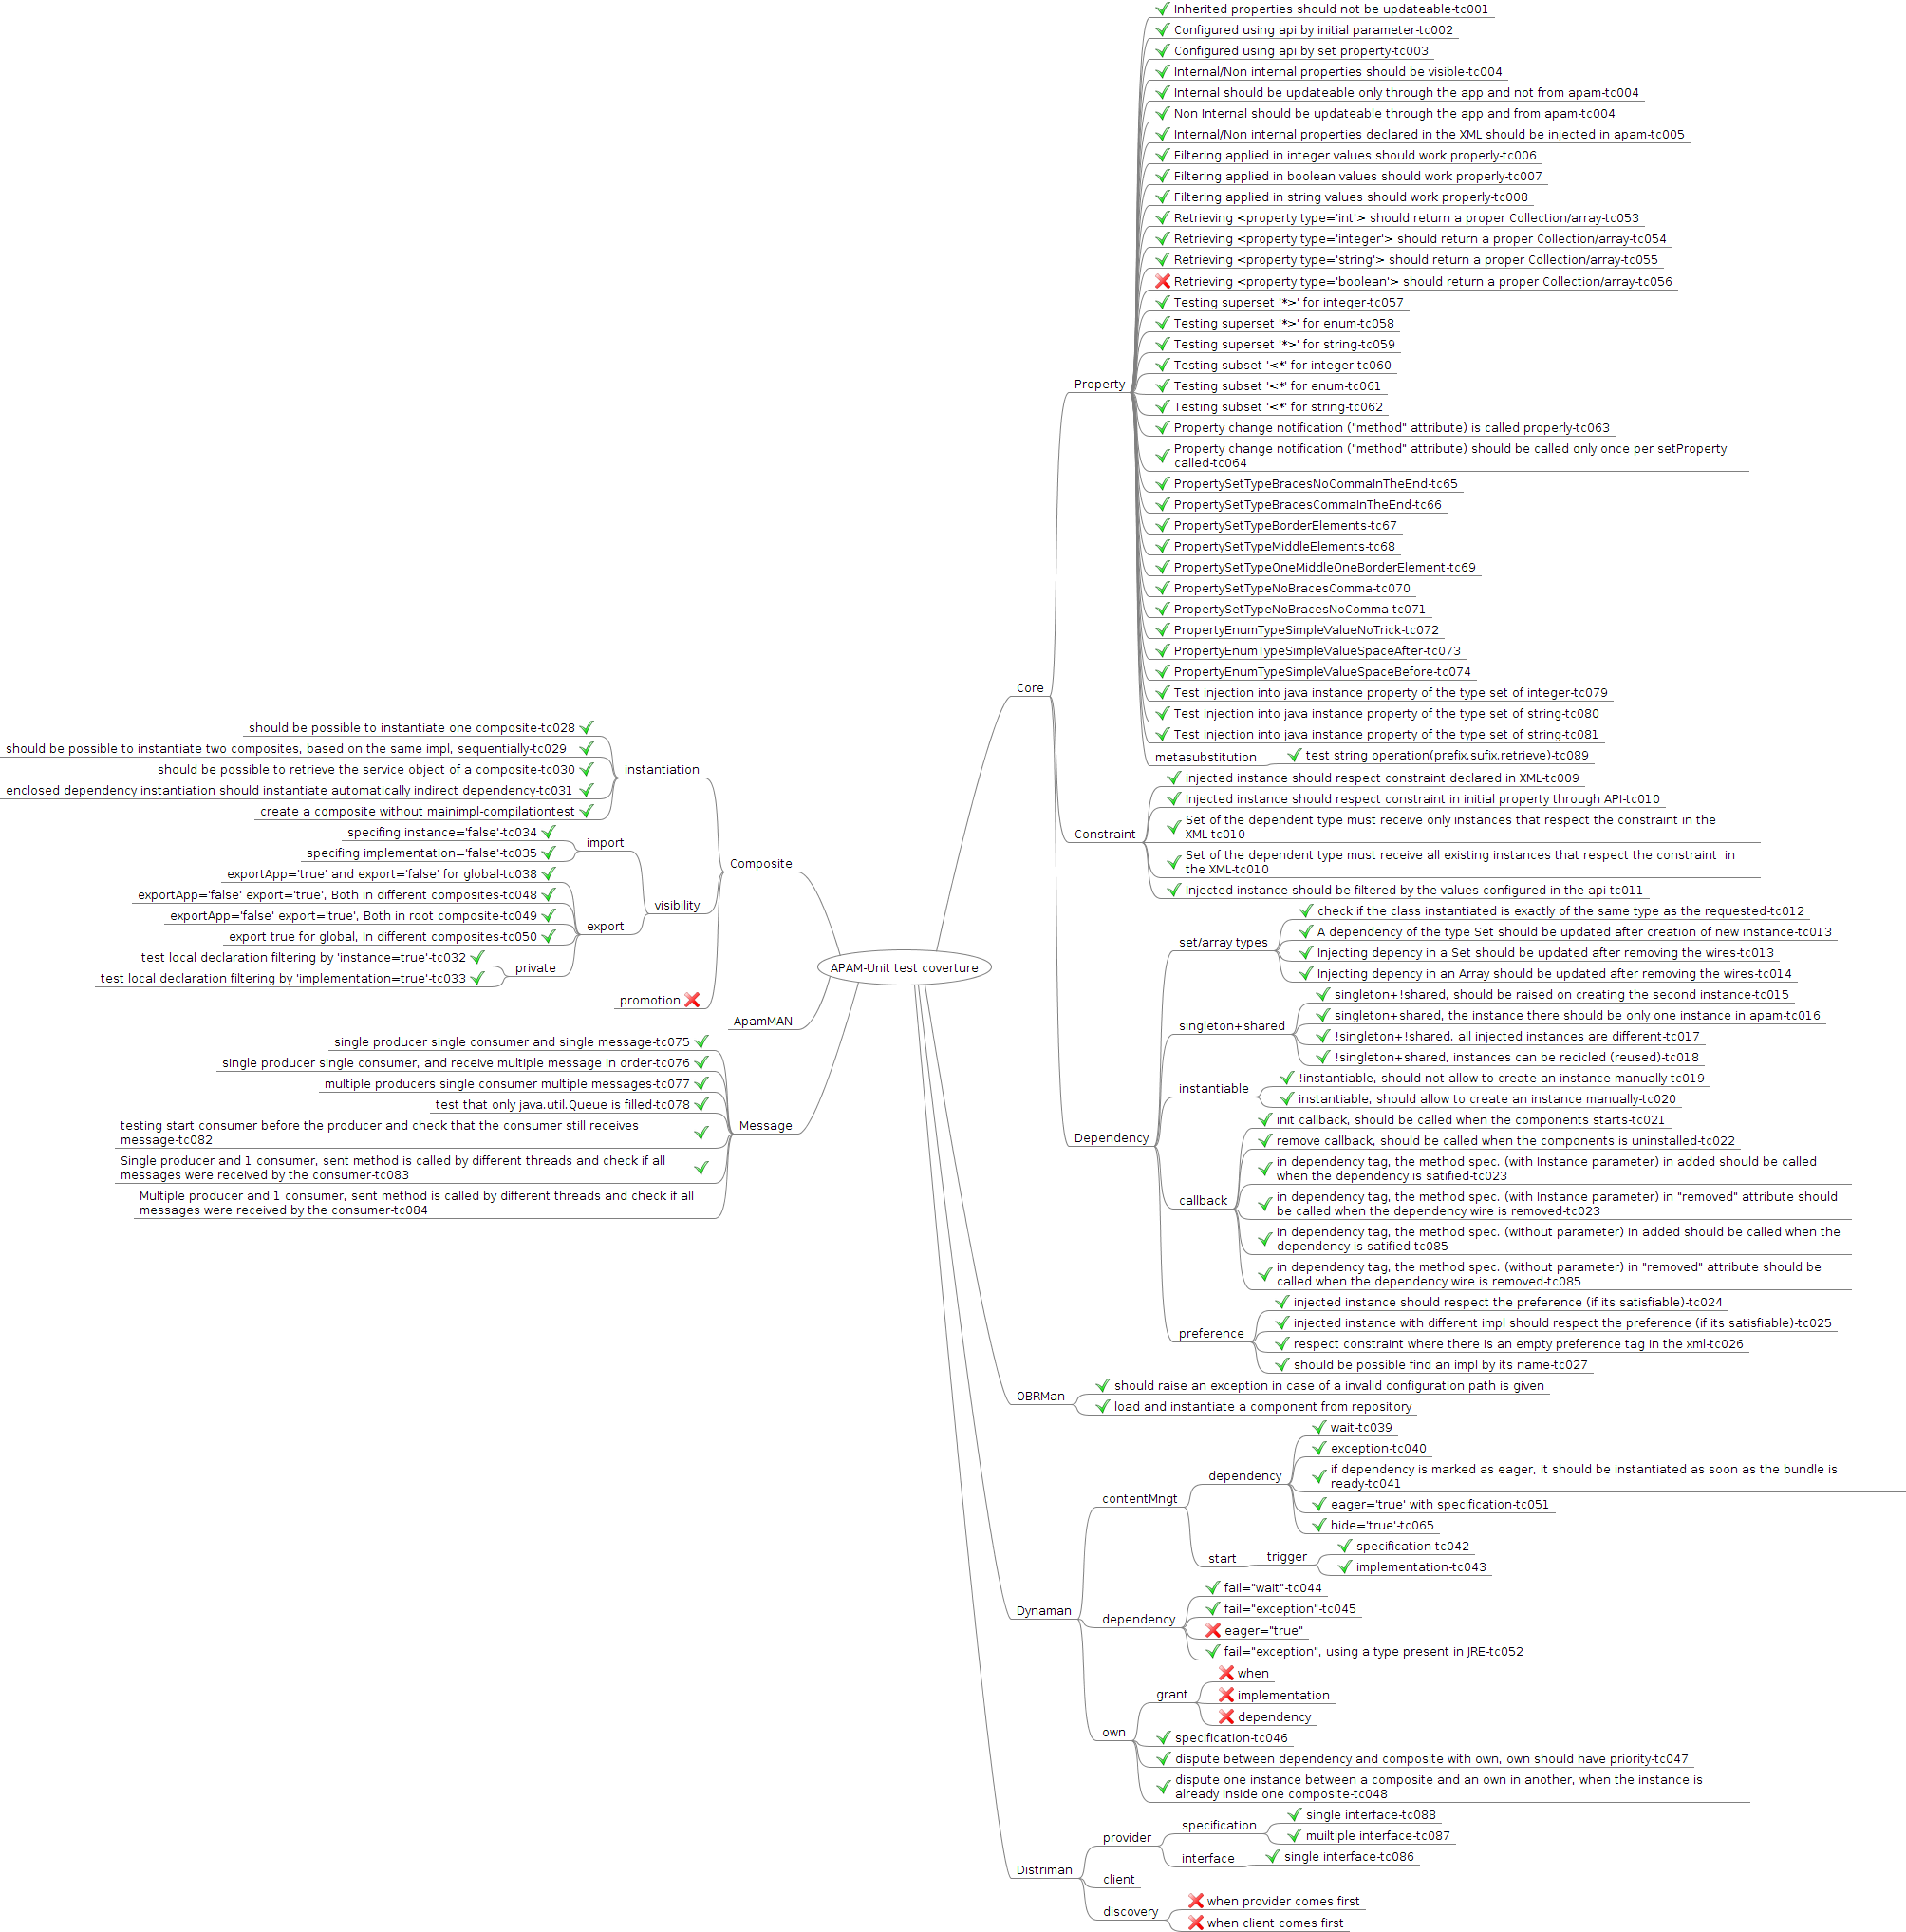 APAM-Unit test coverture
Core
Property
Inherited properties should not be updateable-tc001
Configured using api by initial parameter-tc002
Configured using api by set property-tc003
Internal/Non internal properties should be visible-tc004
Internal should be updateable only through the app and not from apam-tc004
Non Internal should be updateable through the app and from apam-tc004
Internal/Non internal properties declared in the XML should be injected in apam-tc005
Filtering applied in integer values should work properly-tc006
Filtering applied in boolean values should work properly-tc007
Filtering applied in string values should work properly-tc008
Retrieving <property type='int'> should return a proper Collection/array-tc053
Retrieving <property type='integer'> should return a proper Collection/array-tc054
Retrieving <property type='string'> should return a proper Collection/array-tc055
Retrieving <property type='boolean'> should return a proper Collection/array-tc056
Testing superset '*>' for integer-tc057
Testing superset '*>' for enum-tc058
Testing superset '*>' for string-tc059
Testing subset '<*' for integer-tc060
Testing subset '<*' for enum-tc061
Testing subset '<*' for string-tc062
Property change notification ("method" attribute) is called properly-tc063
Property change notification ("method" attribute) should be called only once per setProperty
called-tc064
PropertySetTypeBracesNoCommaInTheEnd-tc65
PropertySetTypeBracesCommaInTheEnd-tc66
PropertySetTypeBorderElements-tc67
PropertySetTypeMiddleElements-tc68
PropertySetTypeOneMiddleOneBorderElement-tc69
PropertySetTypeNoBracesComma-tc070
PropertySetTypeNoBracesNoComma-tc071
PropertyEnumTypeSimpleValueNoTrick-tc072
PropertyEnumTypeSimpleValueSpaceAfter-tc073
PropertyEnumTypeSimpleValueSpaceBefore-tc074
Test injection into java instance property of the type set of integer-tc079
Test injection into java instance property of the type set of string-tc080
Test injection into java instance property of the type set of string-tc081
metasubstitution
test string operation(prefix,sufix,retrieve)-tc089
Constraint
injected instance should respect constraint declared in XML-tc009
Injected instance should respect constraint in initial property through API-tc010
Set of the dependent type must receive only instances that respect the constraint in the
XML-tc010
Set of the dependent type must receive all existing instances that respect the constraint  in
the XML-tc010
Injected instance should be filtered by the values configured in the api-tc011
Dependency
set/array types
check if the class instantiated is exactly of the same type as the requested-tc012
A dependency of the type Set should be updated after creation of new instance-tc013
Injecting depency in a Set should be updated after removing the wires-tc013
Injecting depency in an Array should be updated after removing the wires-tc014
singleton+shared
singleton+!shared, should be raised on creating the second instance-tc015
singleton+shared, the instance there should be only one instance in apam-tc016
!singleton+!shared, all injected instances are different-tc017
!singleton+shared, instances can be recicled (reused)-tc018
instantiable
!instantiable, should not allow to create an instance manually-tc019
instantiable, should allow to create an instance manually-tc020
callback
init callback, should be called when the components starts-tc021
remove callback, should be called when the components is uninstalled-tc022
in dependency tag, the method spec. (with Instance parameter) in added should be called
when the dependency is satified-tc023
in dependency tag, the method spec. (with Instance parameter) in "removed" attribute should
be called when the dependency wire is removed-tc023
in dependency tag, the method spec. (without parameter) in added should be called when the
dependency is satified-tc085
in dependency tag, the method spec. (without parameter) in "removed" attribute should be
called when the dependency wire is removed-tc085
preference
injected instance should respect the preference (if its satisfiable)-tc024
injected instance with different impl should respect the preference (if its satisfiable)-tc025
respect constraint where there is an empty preference tag in the xml-tc026
should be possible find an impl by its name-tc027
OBRMan
should raise an exception in case of a invalid configuration path is given
load and instantiate a component from repository
Dynaman
contentMngt
dependency
wait-tc039
exception-tc040
if dependency is marked as eager, it should be instantiated as soon as the bundle is
ready-tc041
eager='true' with specification-tc051
hide='true'-tc065
start
trigger
specification-tc042
implementation-tc043
dependency
fail="wait"-tc044
fail="exception"-tc045
eager="true"
fail="exception", using a type present in JRE-tc052
own
grant
when
implementation
dependency
specification-tc046
dispute between dependency and composite with own, own should have priority-tc047
dispute one instance between a composite and an own in another, when the instance is
already inside one composite-tc048
Distriman
provider
specification
single interface-tc088
muiltiple interface-tc087
interface
single interface-tc086
client
discovery
when provider comes first
when client comes first
Composite
instantiation
should be possible to instantiate one composite-tc028
should be possible to instantiate two composites, based on the same impl, sequentially-tc029
should be possible to retrieve the service object of a composite-tc030
enclosed dependency instantiation should instantiate automatically indirect dependency-tc031
create a composite without mainimpl-compilationtest
visibility
import
specifing instance='false'-tc034
specifing implementation='false'-tc035
export
exportApp='true' and export='false' for global-tc038
exportApp='false' export='true', Both in different composites-tc048
exportApp='false' export='true', Both in root composite-tc049
export true for global, In different composites-tc050
private
test local declaration filtering by 'instance=true'-tc032
test local declaration filtering by 'implementation=true'-tc033
promotion
ApamMAN
Message
single producer single consumer and single message-tc075
single producer single consumer, and receive multiple message in order-tc076
multiple producers single consumer multiple messages-tc077
test that only java.util.Queue is filled-tc078
testing start consumer before the producer and check that the consumer still receives
message-tc082
Single producer and 1 consumer, sent method is called by different threads and check if all
messages were received by the consumer-tc083
Multiple producer and 1 consumer, sent method is called by different threads and check if all
messages were received by the consumer-tc084